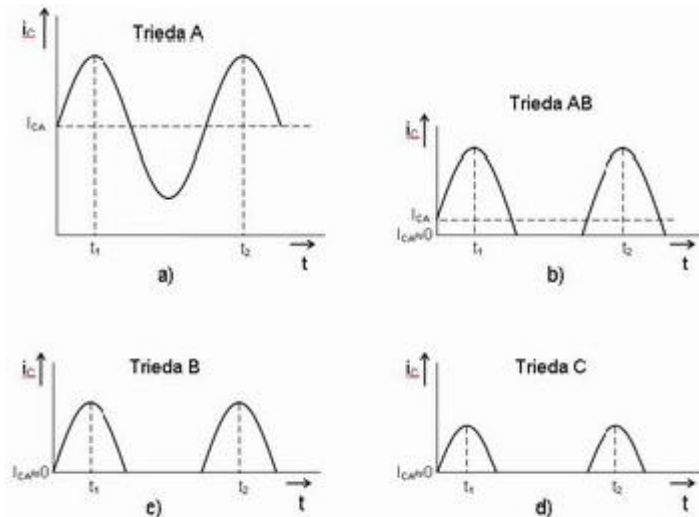 Trieda A
iC
ICA
t1
t2
t
a)
Trieda AB
iC
ICA
ICA≈0
t1
t2
t
b)
Trieda B
iC
ICA≈0
t1
t2
t
c)
Trieda C
iC
ICA≈0
t1
t2
t
d)